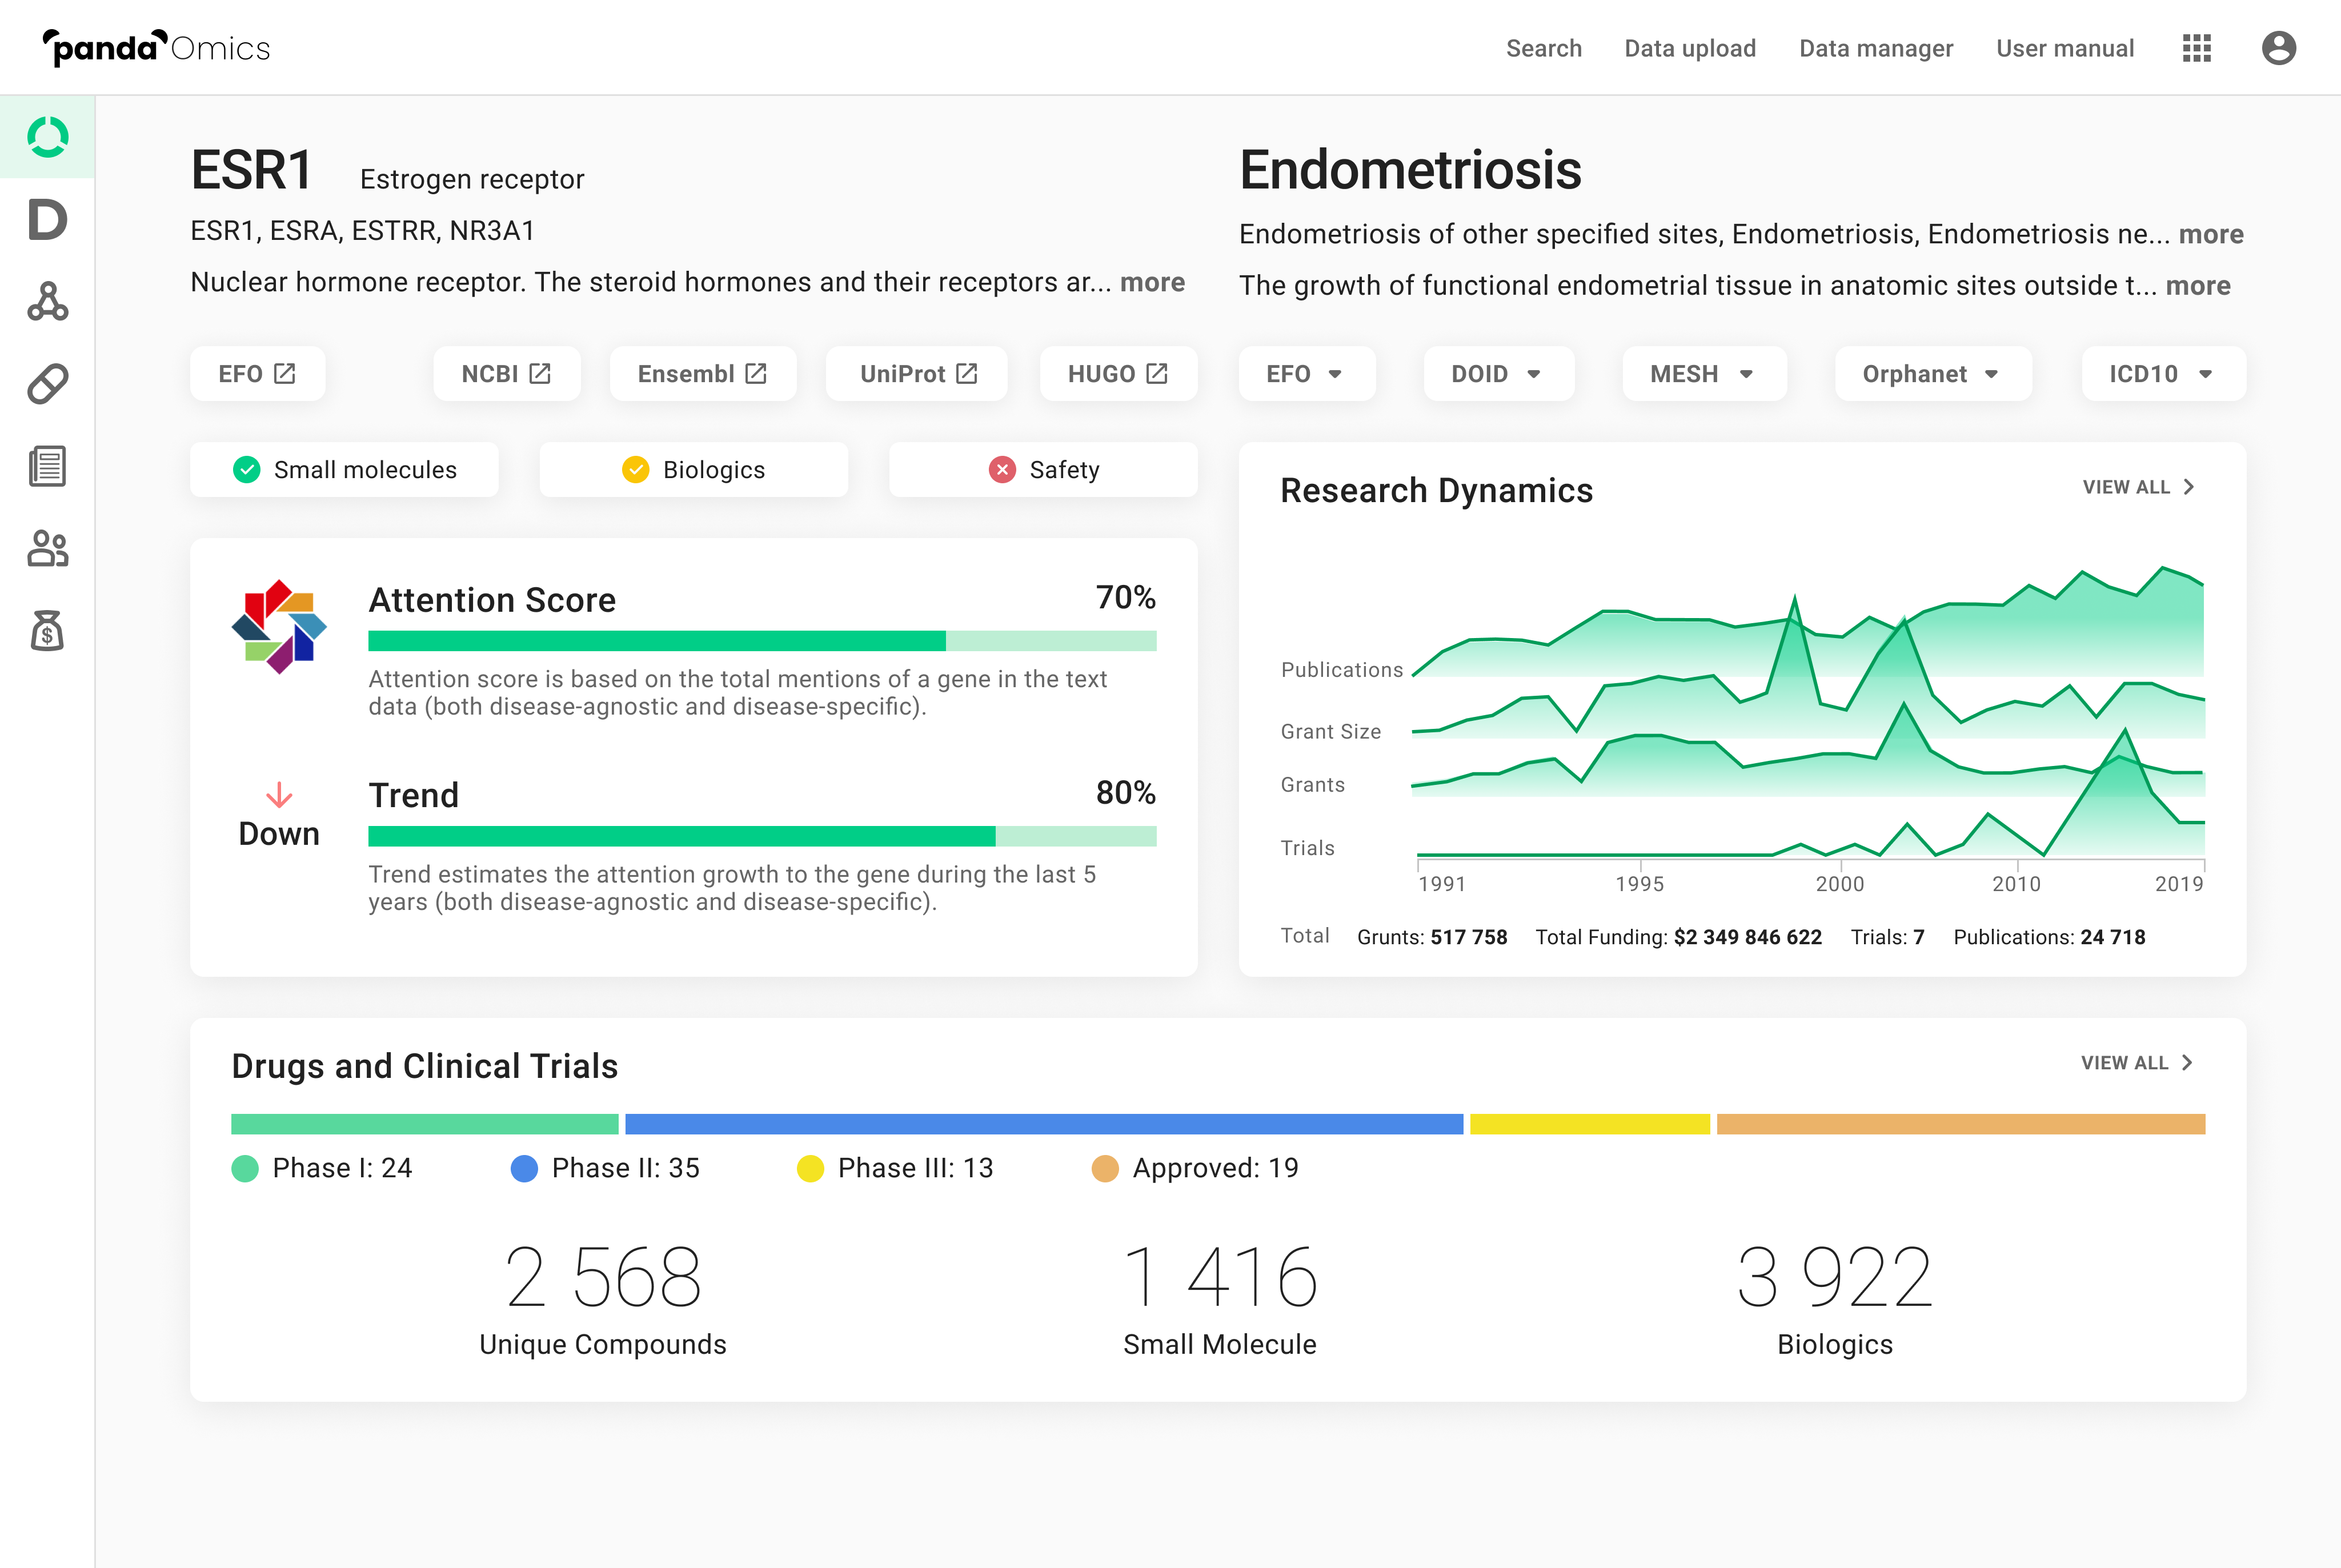 panda Omics
Search Data upload Data manager User manual
ESR1 Estrogen receptor
ESR1, ESRA, ESTRR, NR3A1
Nuclear hormone receptor. The steroid hormones and their receptors ar... more
EFO NCBI Ensembl UniProt HUGO
Small molecules Biologics Safety
Attention Score 70%
Attention score is based on the total mentions of a gene in the text
data (both disease-agnostic and disease-specific).
Down
Trend 80%
Trend estimates the attention growth to the gene during the last 5
years (both disease-agnostic and disease-specific).
Endometriosis
Endometriosis of other specified sites, Endometriosis, Endometriosis ne... more
The growth of functional endometrial tissue in anatomic sites outside t... more
EFO DOID MESH Orphanet ICD10
Research Dynamics VIEW ALL
Publications
Grant Size
Grants
Trials
1991 1995 2000 2010 2019
Total Grunts: 517 758 Total Funding: $2 349 846 622 Trials: 7 Publications: 24 718
Drugs and Clinical Trials VIEW ALL
Phase I: 24 Phase II: 35 Phase III: 13 Approved: 19
2 568 1 416 3 922
Unique Compounds Small Molecule Biologics
D
$